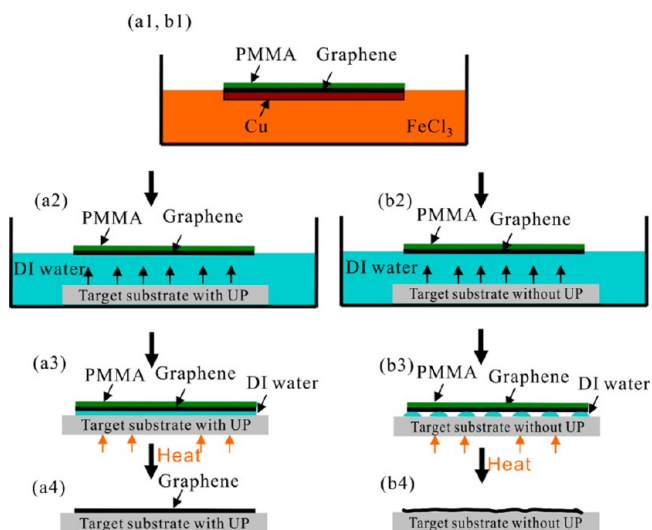 (a1, b1)
PMMA Graphene
Cu FeCl₃
(a2)
PMMA Graphene
DI water
Target substrate with UP
(b2)
PMMA Graphene
DI water
Target substrate without UP
(a3)
PMMA Graphene
DI water
Target substrate with UP
Heat
(b3)
PMMA Graphene
DI water
Target substrate without UP
Heat
(a4)
Graphene
Target substrate with UP
(b4)
Target substrate without UP